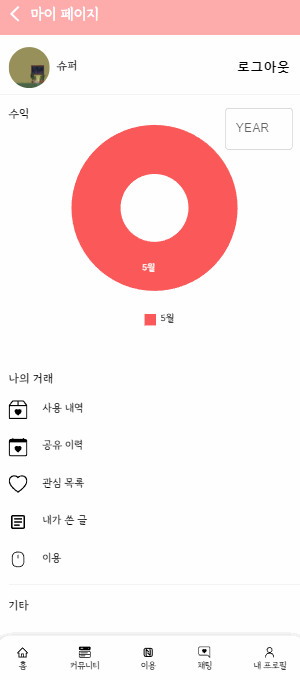 마이 페이지
슈퍼
로그아웃
수익
YEAR
5월
5월
나의 거래
사용 내역
공유 이력
관심 목록
내가 쓴 글
이용
기타
홈
커뮤니티
이용
채팅
내 프로필